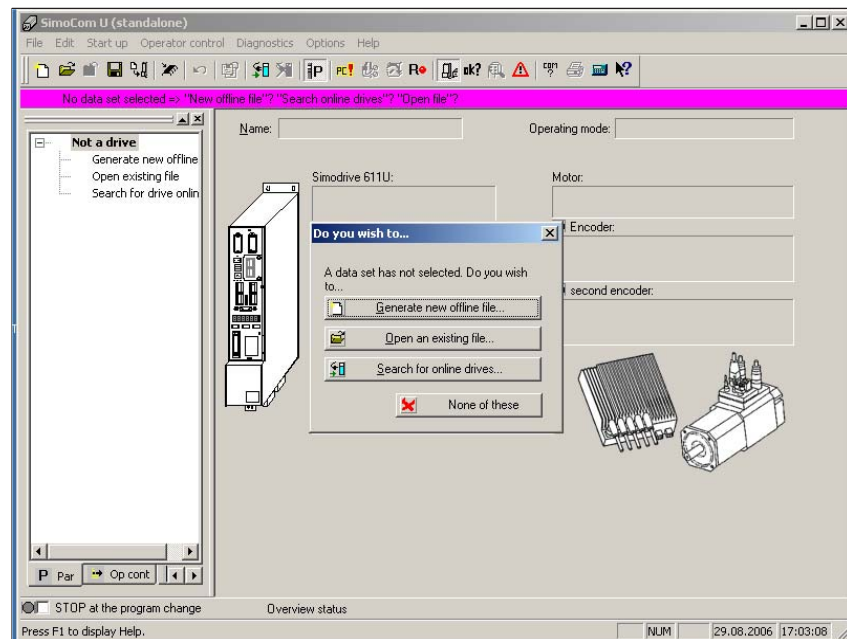 SimoCom U (standalone)
File Edit Start up Operator control Diagnostics Options Help
P PC! R ok? com
No data set selected => "New offline file"? "Search online drives"? "Open file"?
Not a drive
Generate new offline
Open existing file
Search for drive onlin
Name:
Operating mode:
Simodrive 611U:
Motor:
Encoder:
second encoder:
Do you wish to...
A data set has not selected. Do you wish
to...
Generate new offline file...
Open an existing file...
Search for online drives...
None of these
P Par Op cont
STOP at the program change
Overview status
Press F1 to display Help.
NUM 29.08.2006 17:03:08